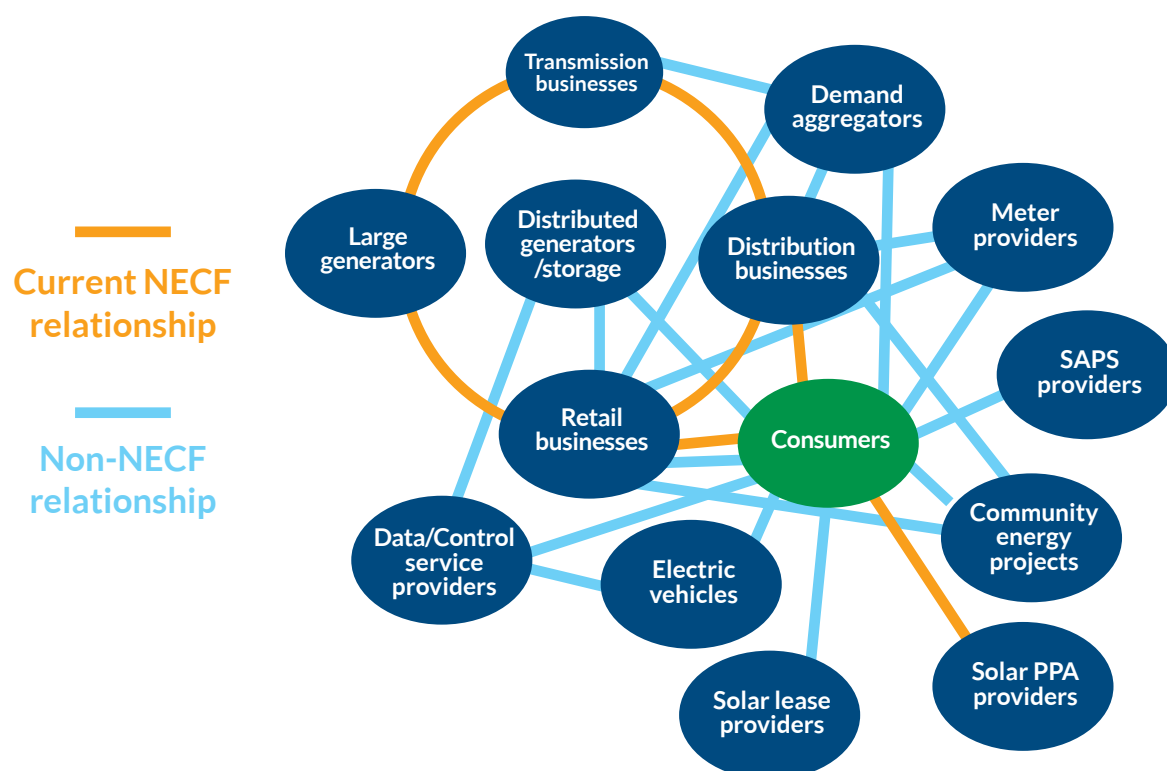 Transmission
businesses
Demand
aggregators
Meter
providers
Large
generators
Distributed
generators
/storage
Distribution
businesses
Current NECF
relationship
SAPS
providers
Non-NECF
relationship
Retail
businesses
Consumers
Data/Control
service
providers
Electric
vehicles
Community
energy
projects
Solar lease
providers
Solar PPA
providers